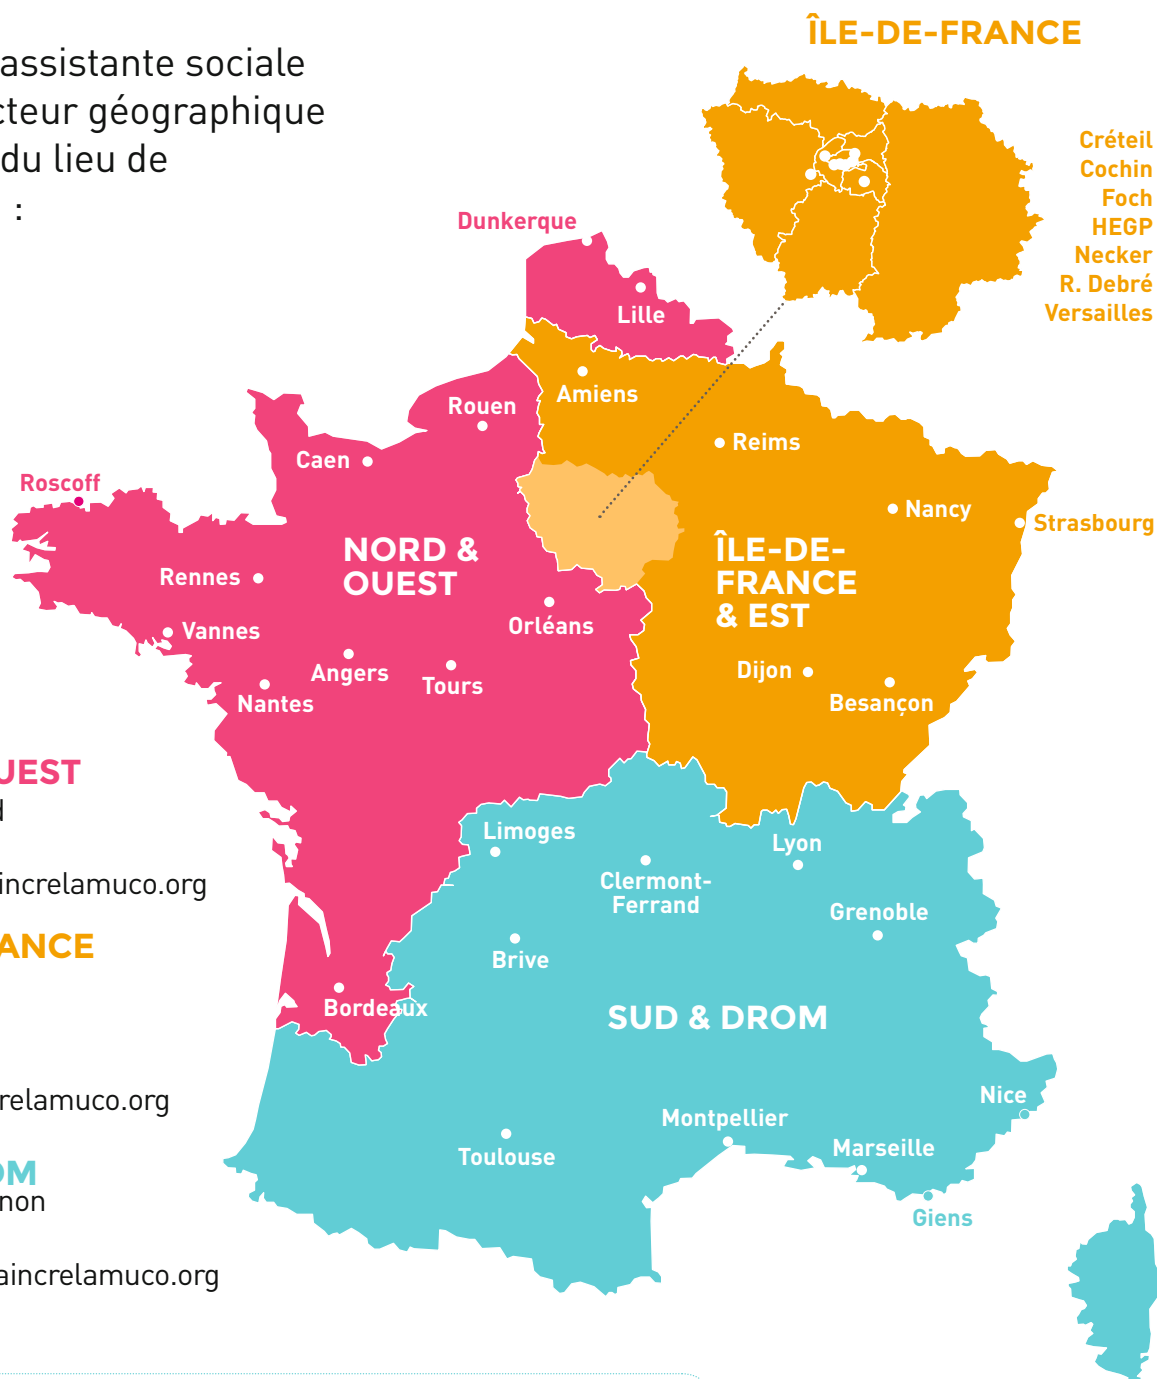 assistante sociale
cteur géographique
du lieu de
:
ÎLE-DE-FRANCE
Créteil
Cochin
Foch
HEGP
Necker
R. Debré
Versailles
Dunkerque
Lille
Amiens
Rouen
Reims
Caen
Roscoff
Nancy
Strasbourg
NORD &
OUEST
ÎLE-DE-
FRANCE
& EST
Rennes
Orléans
Vannes
Angers
Tours
Nantes
Dijon
Besançon
UEST
d
increlamuco.org
ANCE
relamuco.org
OM
non
aincrelamuco.org
Limoges
Lyon
Clermont-
Ferrand
Grenoble
Brive
Bordeaux
SUD & DROM
Nice
Montpellier
Marseille
Toulouse
Giens